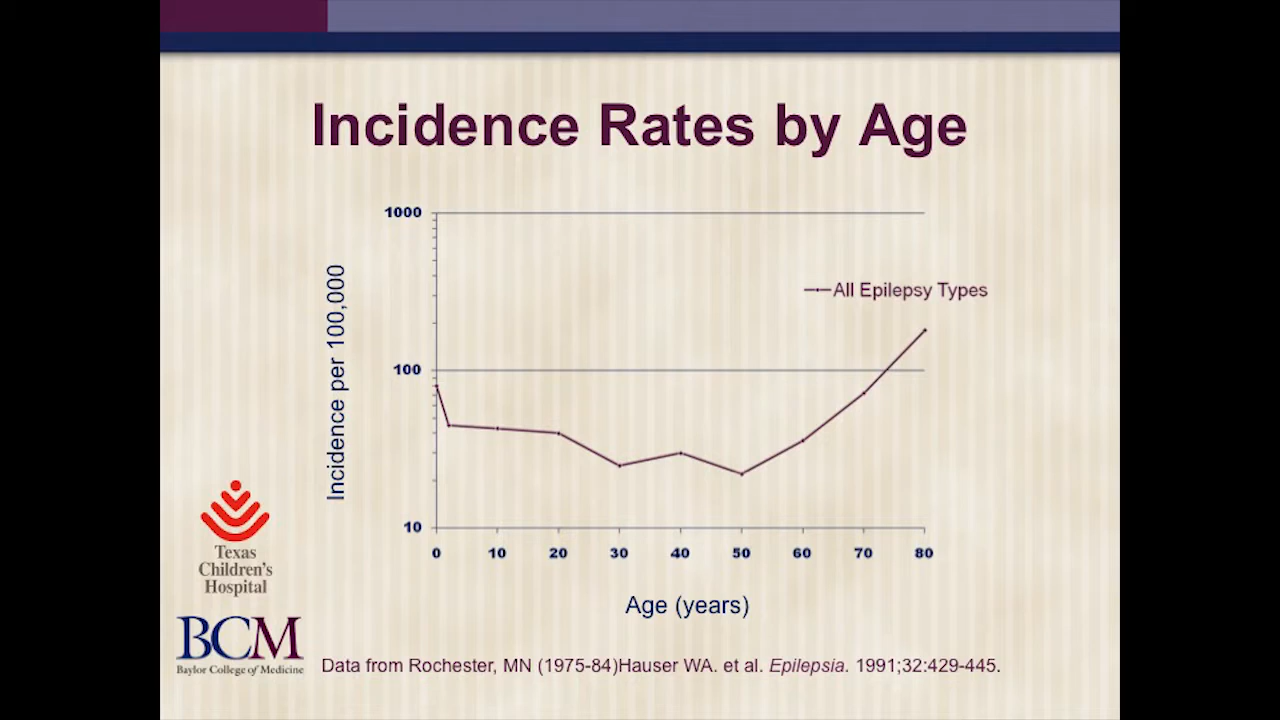 Incidence Rates by Age
1000
100
10
Incidence per 100,000
All Epilepsy Types
0 10 20 30 40 50 60 70 80
Age (years)
Texas
Children's
Hospital
BCM
Baylor College of Medicine
Data from Rochester, MN (1975-84)Hauser WA. et al. Epilepsia. 1991;32:429-445.